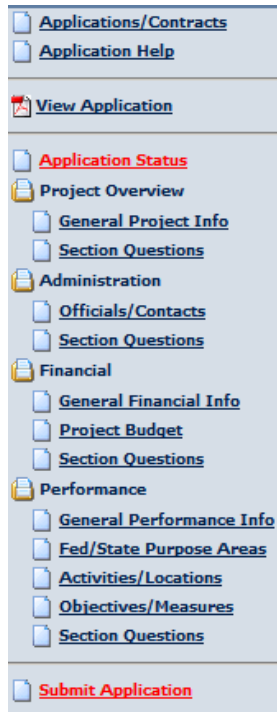 Applications/Contracts
Application Help
View Application
Application Status
Project Overview
General Project Info
Section Questions
Administration
Officials/Contacts
Section Questions
Financial
General Financial Info
Project Budget
Section Questions
Performance
General Performance Info
Fed/State Purpose Areas
Activities/Locations
Objectives/Measures
Section Questions
Submit Application